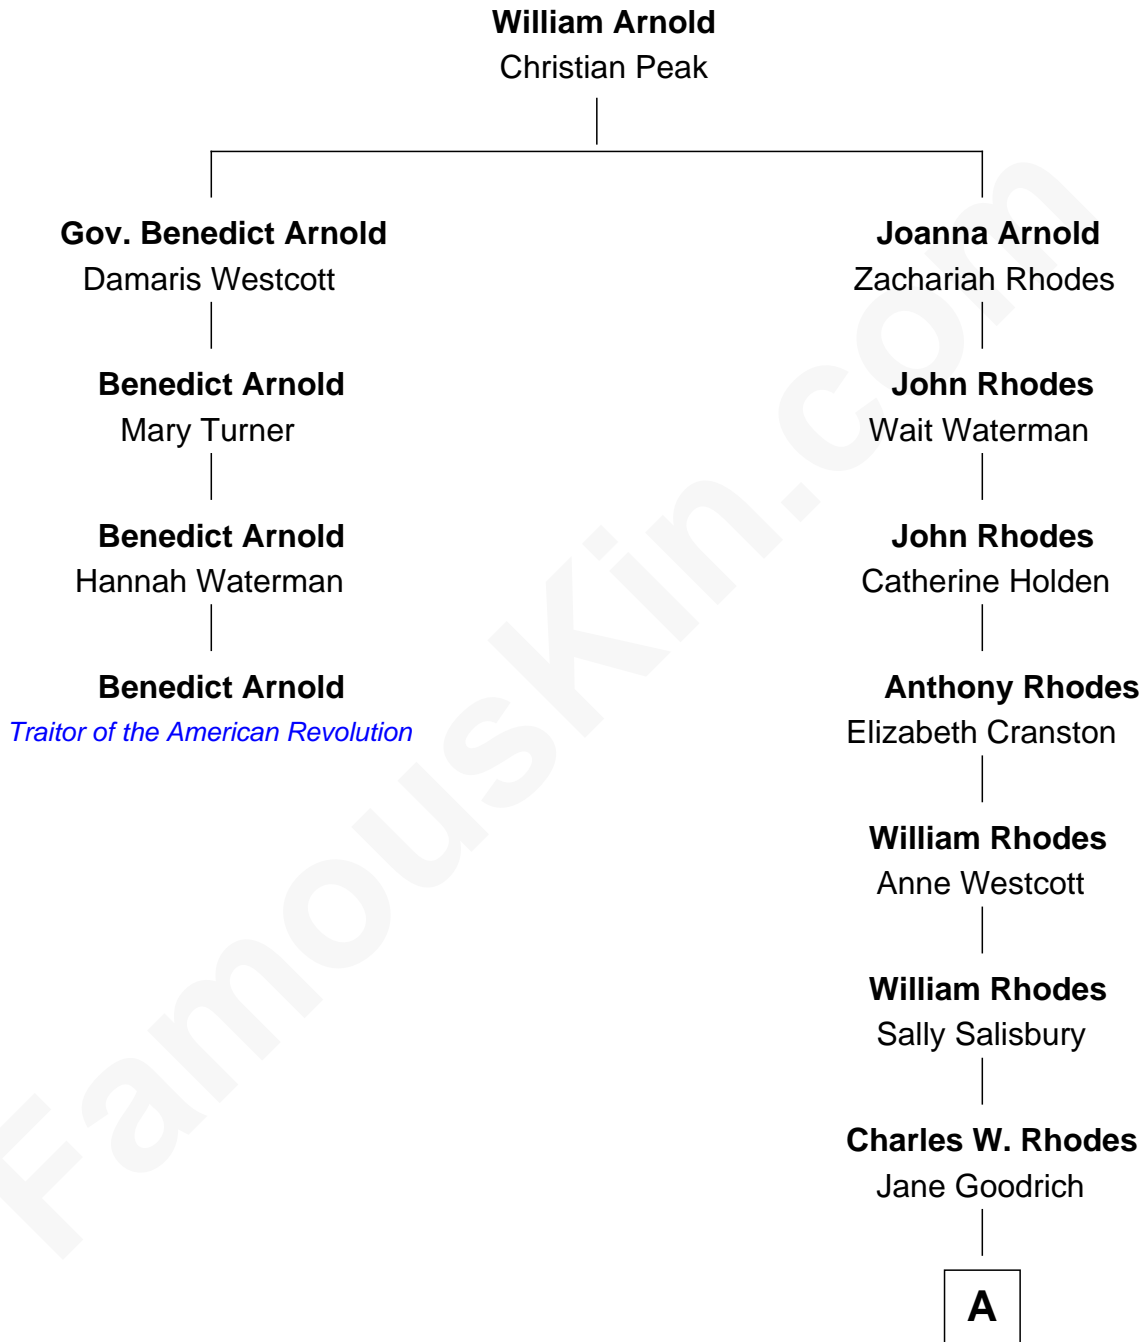 William Arnold
Christian Peak
Gov. Benedict Arnold
Damaris Westcott
Benedict Arnold
Mary Turner
Benedict Arnold
Hannah Waterman
Benedict Arnold
Traitor of the American Revolution
Joanna Arnold
Zachariah Rhodes
John Rhodes
Wait Waterman
John Rhodes
Catherine Holden
Anthony Rhodes
Elizabeth Cranston
William Rhodes
Anne Westcott
William Rhodes
Sally Salisbury
Charles W. Rhodes
Jane Goodrich
A
FamousKin.com